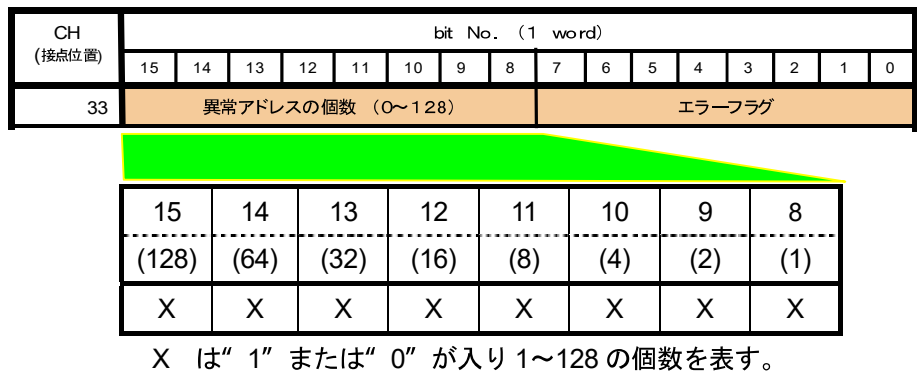 CH
(接点位置)
bit No. (1 word)
15 14 13 12 11 10 9 8 7 6 5 4 3 2 1 0
33 異常アドレスの個数 (0~128) エラーフラグ
15 14 13 12 11 10 9 8
(128) (64) (32) (16) (8) (4) (2) (1)
X X X X X X X X
X は“ 1” または“ 0” が入り 1~128 の個数を表す。